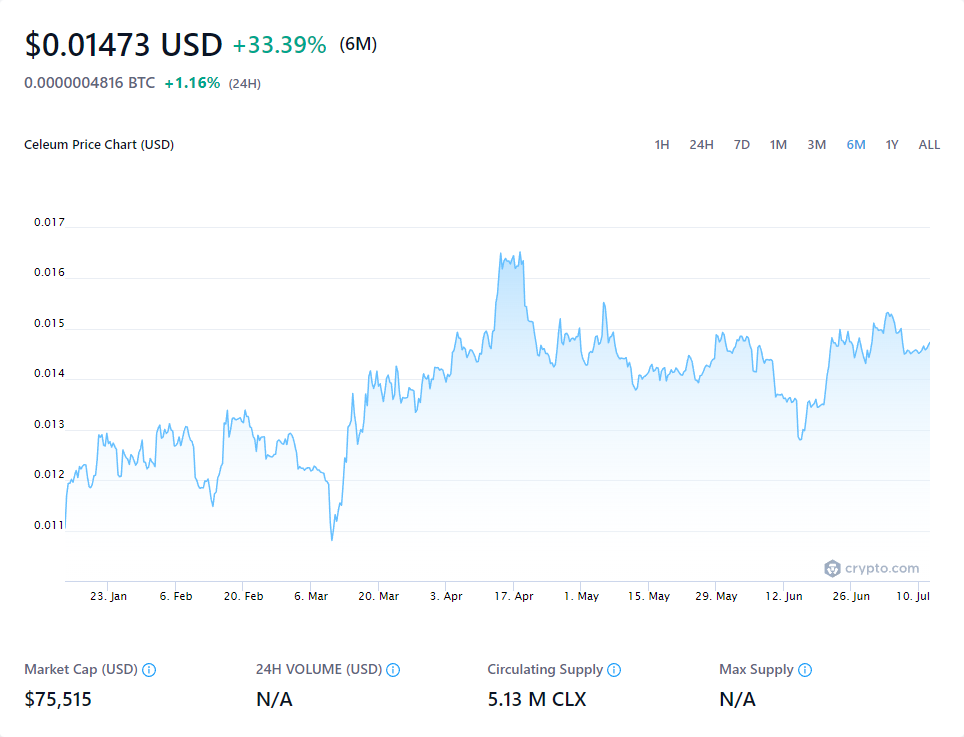 $0.01473 USD +33.39% (6M)
0.0000004816 BTC +1.16% (24H)
Celeum Price Chart (USD) 1H 24H 7D 1M 3M 6M 1Y ALL
0.017
0.016
0.015
0.014
0.013
0.012
0.011
crypto.com
23. Jan 6. Feb 20. Feb 6. Mar 20. Mar 3. Apr 17. Apr 1. May 15. May 29. May 12. Jun 26. Jun 10. Jul
Market Cap (USD) 24H VOLUME (USD) Circulating Supply Max Supply
$75,515 N/A 5.13 M CLX N/A